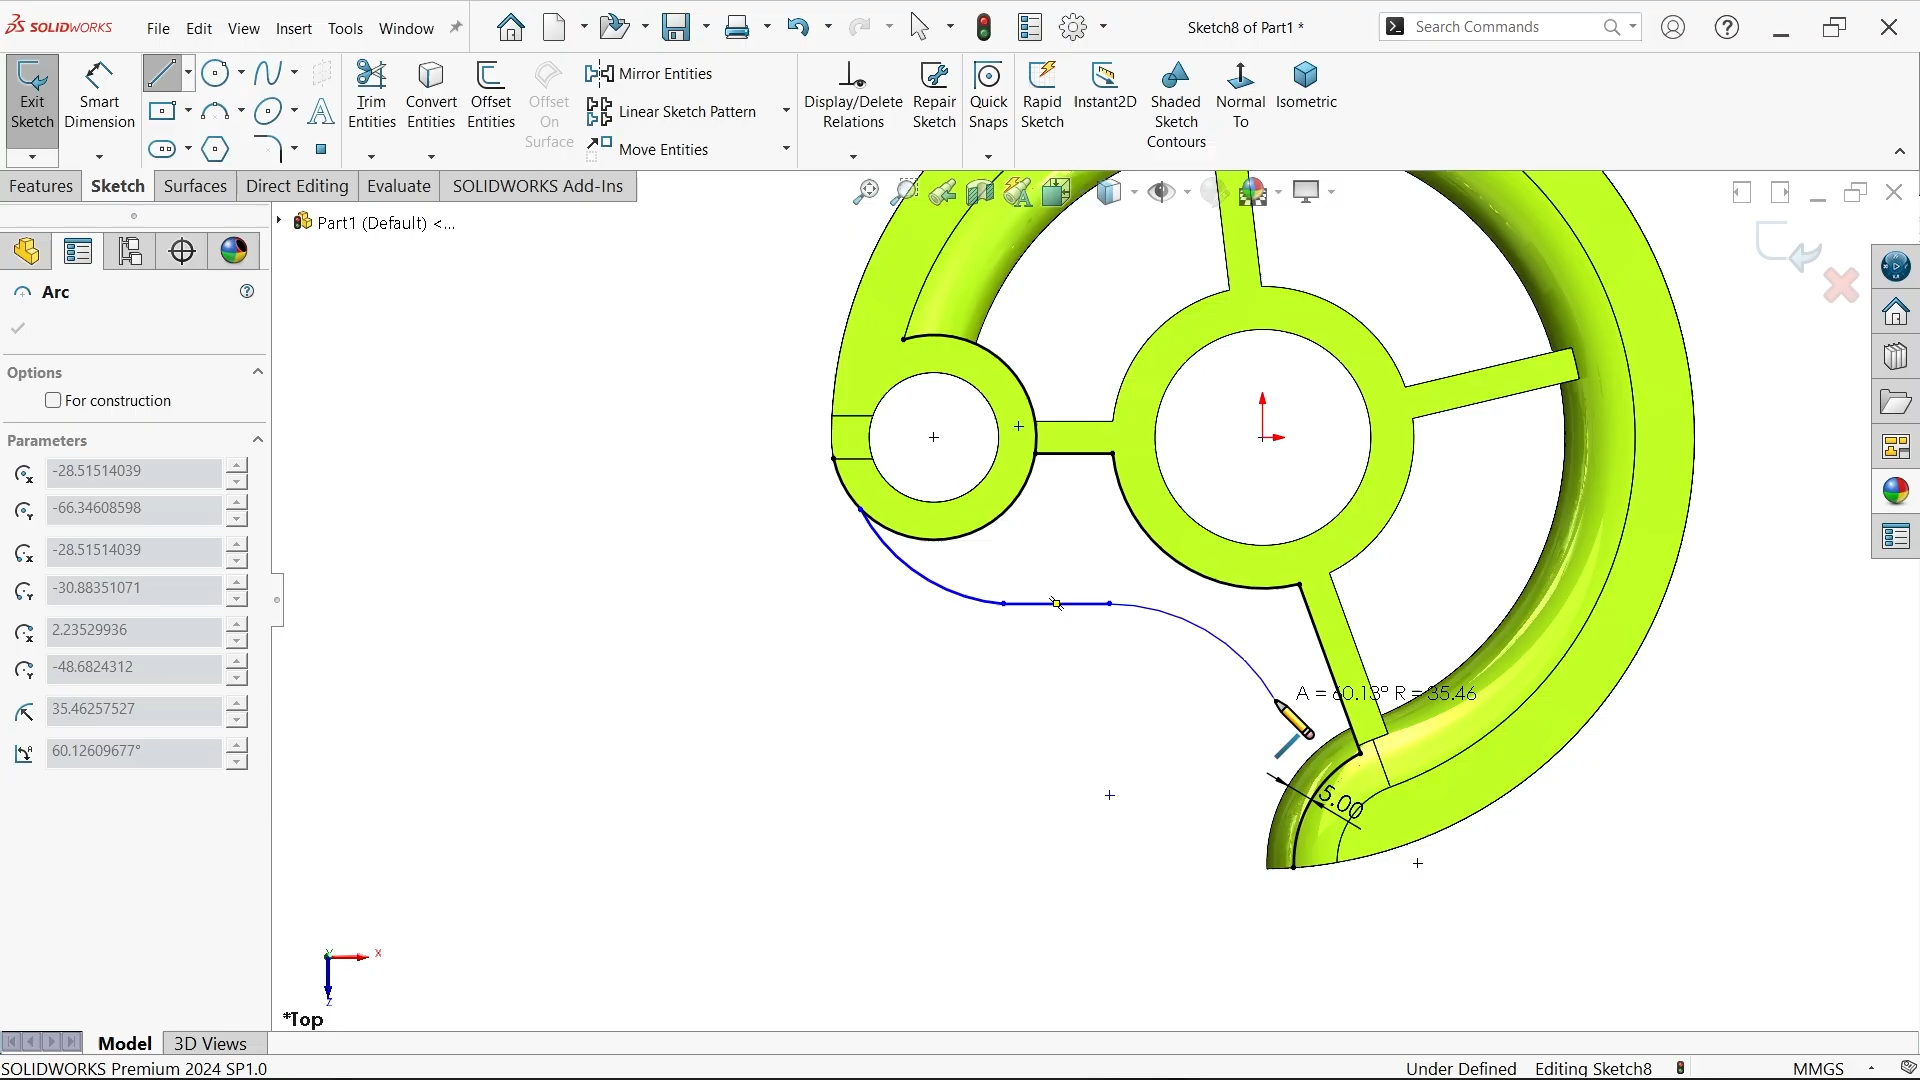 SOLIDWORKS File Edit View Insert Tools Window
Sketch8 of Part1 *
Search Commands
Exit Sketch
Smart Dimension
Trim Entities
Convert Entities
Offset Entities
Offset On Surface
Mirror Entities
Linear Sketch Pattern
Move Entities
Display/Delete Relations
Repair Sketch
Quick Snaps
Rapid Sketch
Instant2D
Shaded Sketch Contours
Normal To
Isometric
Features Sketch Surfaces Direct Editing Evaluate SOLIDWORKS Add-Ins
Part1 (Default) <...
Arc
Options
For construction
Parameters
-28.51514039
-66.34608598
-28.51514039
-30.88351071
2.23529936
-48.6824312
35.46257527
60.12609677°
A = 60.13° R = 35.46
5.00
Y
X
Z
*Top
Model 3D Views
SOLIDWORKS Premium 2024 SP1.0
Under Defined Editing Sketch8 MMGS